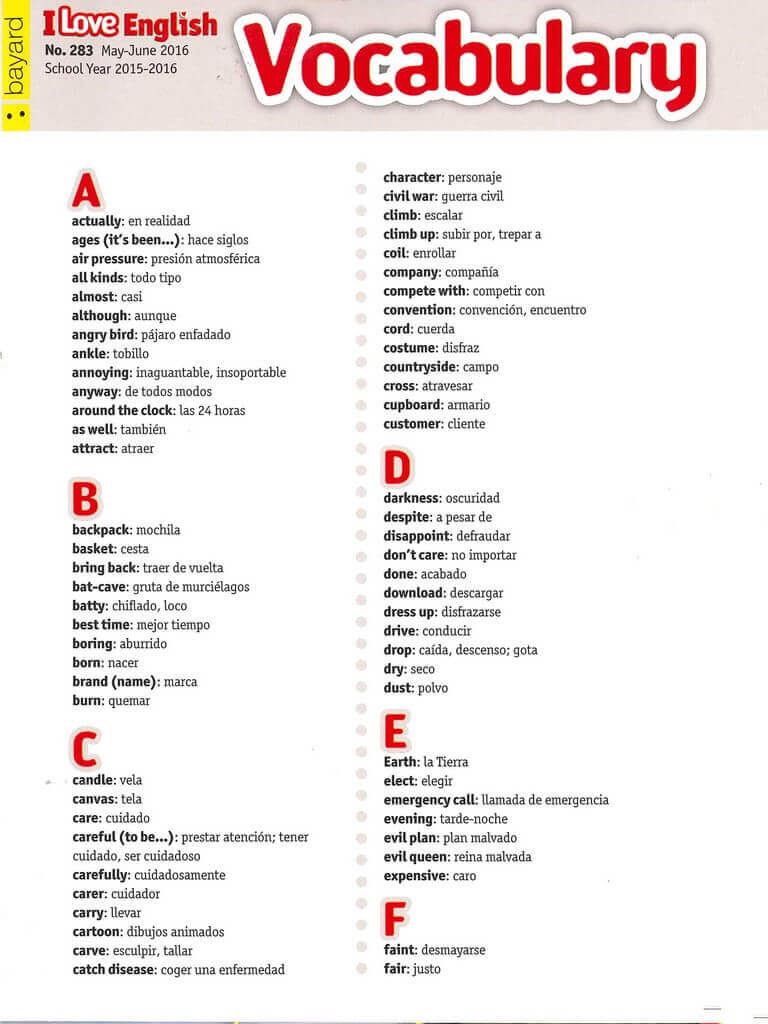 bayard
I Love English
No. 283 May-June 2016
School Year 2015-2016
Vocabulary
A
actually: en realidad
ages (it's been...): hace siglos
air pressure: presión atmosférica
all kinds: todo tipo
almost: casi
although: aunque
angry bird: pájaro enfadado
ankle: tobillo
annoying: inaguantable, insoportable
anyway: de todos modos
around the clock: las 24 horas
as well: también
attract: atraer
B
backpack: mochila
basket: cesta
bring back: traer de vuelta
bat-cave: gruta de murciélagos
batty: chiflado, loco
best time: mejor tiempo
boring: aburrido
born: nacer
brand (name): marca
burn: quemar
C
candle: vela
canvas: tela
care: cuidado
careful (to be...): prestar atención; tener
cuidado, ser cuidadoso
carefully: cuidadosamente
carer: cuidador
carry: llevar
cartoon: dibujos animados
carve: esculpir, tallar
catch disease: coger una enfermedad
character: personaje
civil war: guerra civil
climb: escalar
climb up: subir por, trepar a
coil: enrollar
company: compañía
compete with: competir con
convention: convención, encuentro
cord: cuerda
costume: disfraz
countryside: campo
cross: atravesar
cupboard: armario
customer: cliente
D
darkness: oscuridad
despite: a pesar de
disappoint: defraudar
don't care: no importar
done: acabado
download: descargar
dress up: disfrazarse
drive: conducir
drop: caída, descenso; gota
dry: seco
dust: polvo
E
Earth: la Tierra
elect: elegir
emergency call: llamada de emergencia
evening: tarde-noche
evil plan: plan malvado
evil queen: reina malvada
expensive: caro
F
faint: desmayarse
fair: justo